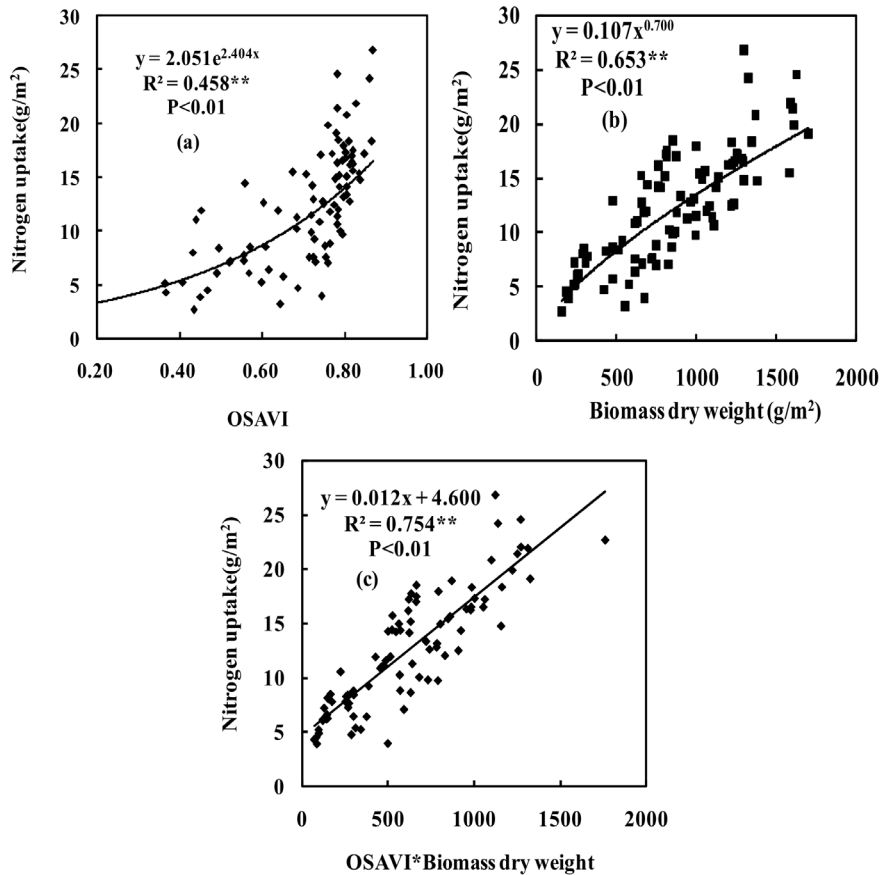 30
25
20
15
10
5
0
Nitrogen uptake(g/m²)
y = 2.051e^2.404x
R² = 0.458**
P<0.01
(a)
0.20 0.40 0.60 0.80 1.00
OSAVI
30
25
20
15
10
5
0
Nitrogen uptake(g/m²)
y = 0.107x^0.700
R² = 0.653**
P<0.01
(b)
0 500 1000 1500 2000
Biomass dry weight (g/m²)
30
25
20
15
10
5
0
Nitrogen uptake(g/m²)
y = 0.012x + 4.600
R² = 0.754**
P<0.01
(c)
0 500 1000 1500 2000
OSAVI*Biomass dry weight